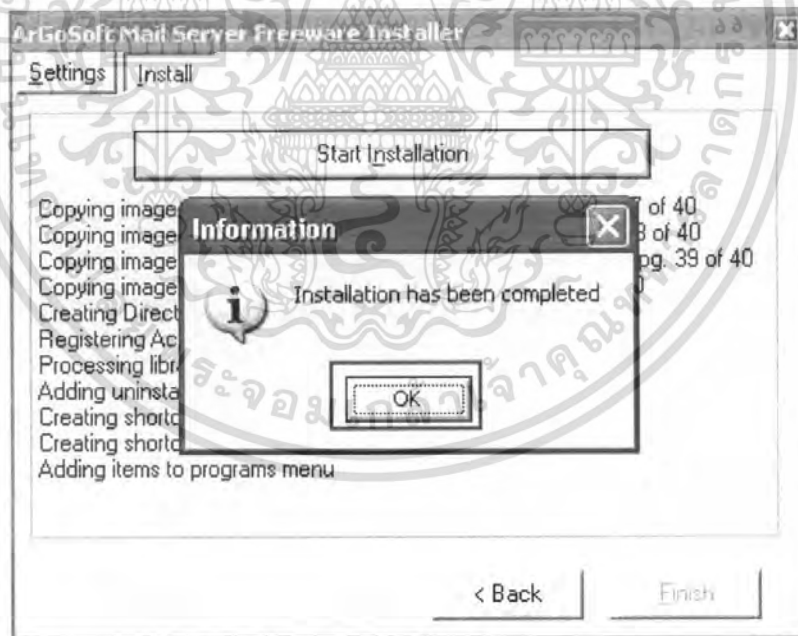 ArGoSoft Mail Server Freeware Installer
Settings Install
Start Installation
Copying image 7 of 40
Copying image 8 of 40
Copying image pg. 39 of 40
Copying image 0
Creating Direct
Registering Ac
Processing libra
Adding uninsta
Creating shortc
Creating shortc
Adding items to programs menu
Information
Installation has been completed
OK
< Back Finish